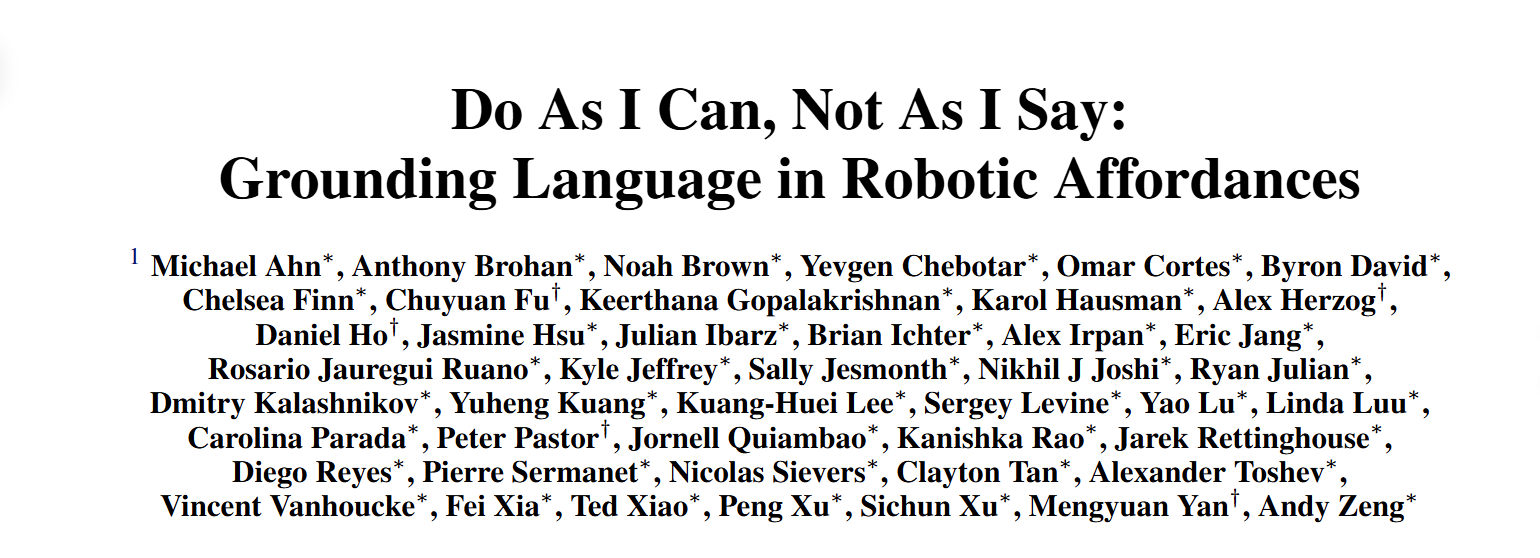 Do As I Can, Not As I Say:
Grounding Language in Robotic Affordances
1 Michael Ahn*, Anthony Brohan*, Noah Brown*, Yevgen Chebotar*, Omar Cortes*, Byron David*,
Chelsea Finn*, Chuyuan Fu†, Keerthana Gopalakrishnan*, Karol Hausman*, Alex Herzog†,
Daniel Ho†, Jasmine Hsu*, Julian Ibarz*, Brian Ichter*, Alex Irpan*, Eric Jang*,
Rosario Jauregui Ruano*, Kyle Jeffrey*, Sally Jesmonth*, Nikhil J Joshi*, Ryan Julian*,
Dmitry Kalashnikov*, Yuheng Kuang*, Kuang-Huei Lee*, Sergey Levine*, Yao Lu*, Linda Luu*,
Carolina Parada*, Peter Pastor†, Jornell Quiambao*, Kanishka Rao*, Jarek Rettinghouse*,
Diego Reyes*, Pierre Sermanet*, Nicolas Sievers*, Clayton Tan*, Alexander Toshev*,
Vincent Vanhoucke*, Fei Xia*, Ted Xiao*, Peng Xu*, Sichun Xu*, Mengyuan Yan†, Andy Zeng*